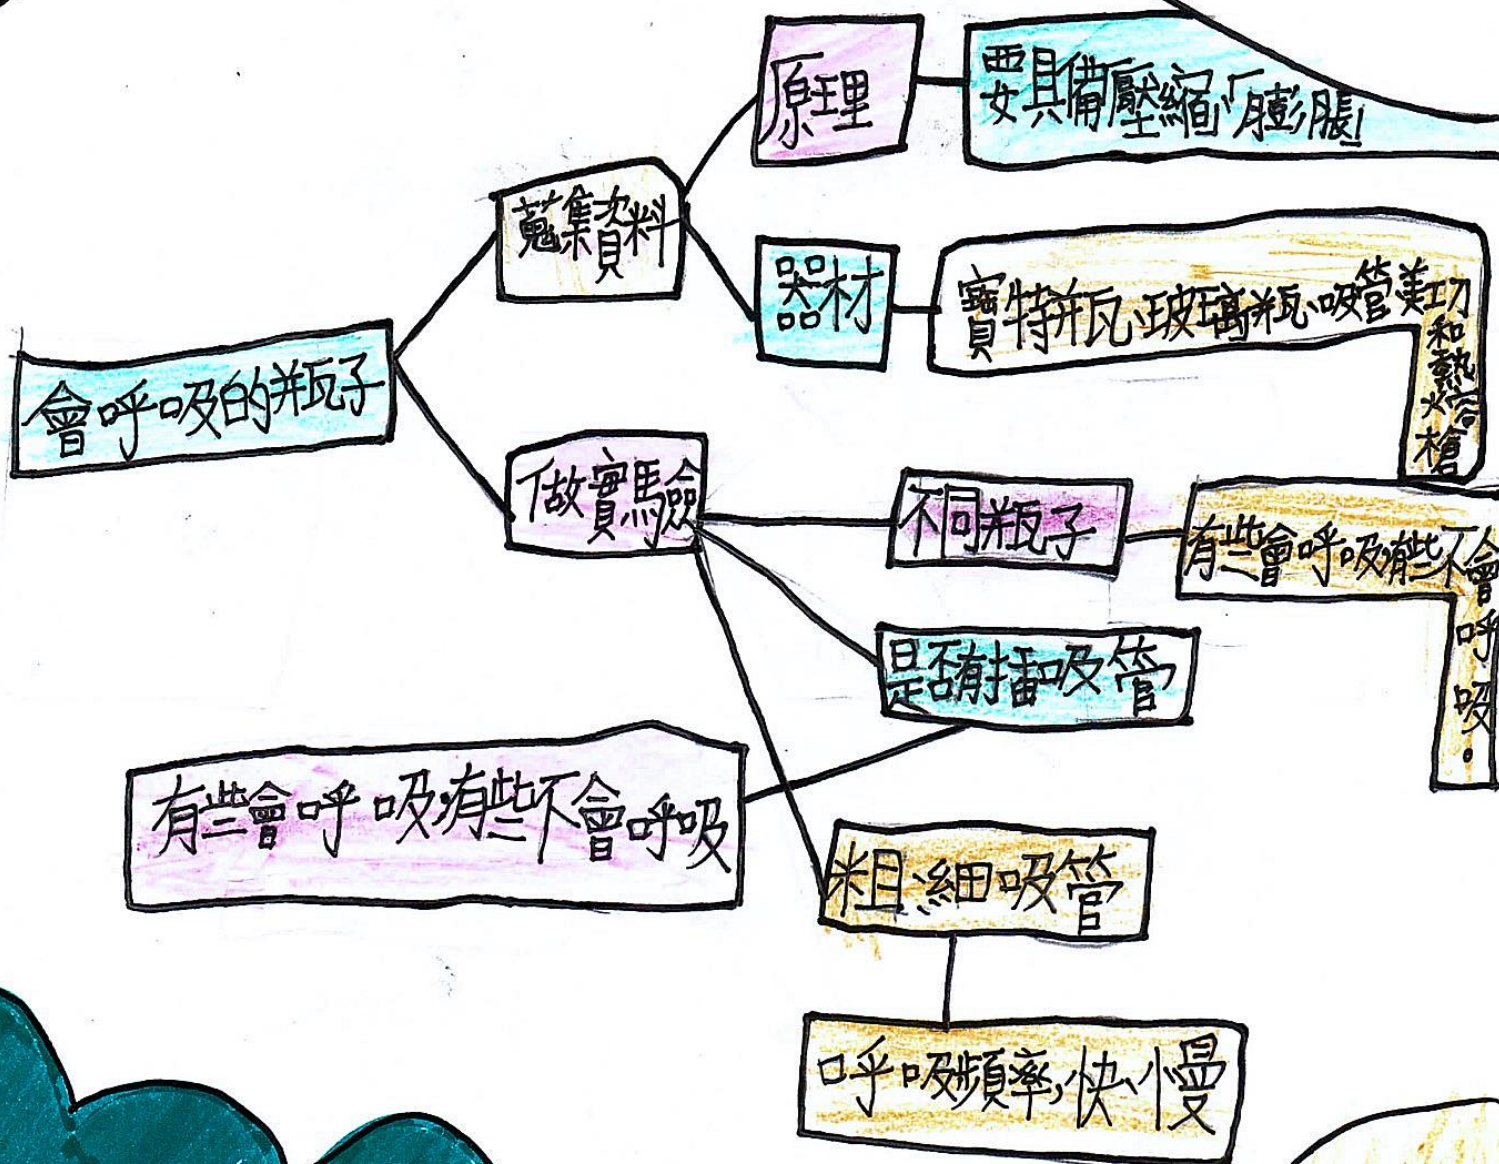 原理
要具備壓縮、膨脹!
蒐集資料
器材
寶特瓶、玻璃瓶、吸管、美工刀和熱熔槍
會呼吸的瓶子
做實驗
不同瓶子
有些會呼吸,有些不會呼吸。
是否有插吸管
有些會呼吸,有些不會呼吸
粗、細吸管
呼吸頻率,快、慢